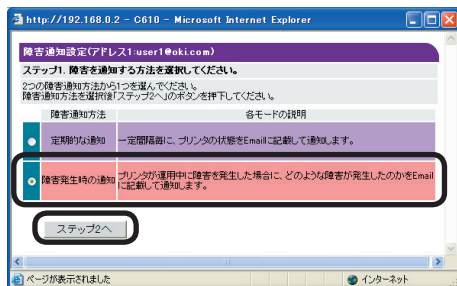 http://192.168.0.2 - C610 - Microsoft Internet Explorer
障害通知設定(アドレス1:user1@oki.com)
ステップ1. 障害を通知する方法を選択してください。
2つの障害通知方法から1つを選んでください。
障害通知方法を選択後「ステップ2へ」のボタンを押下してください。
障害通知方法 各モードの説明
定期的な通知 一定間隔毎に、プリンタの状態をEmailに記載して通知します。
障害発生時の通知 プリンタが運用中に障害を発生した場合に、どのような障害が発生したのかをEmail
に記載して通知します。
ステップ2へ
ページが表示されました インターネット